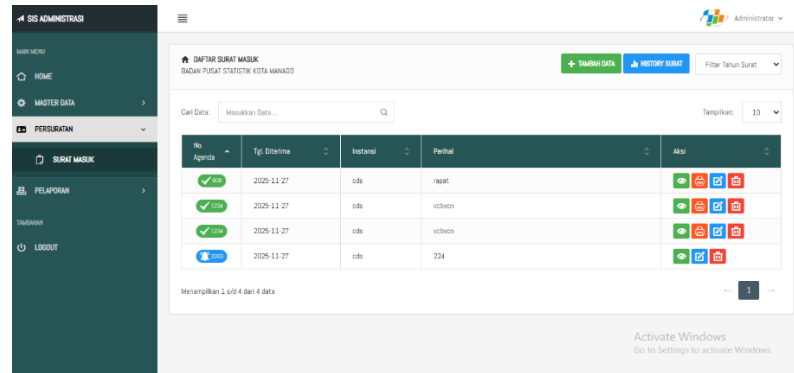 SIS ADMINISTRASI
Administrator
MAIN MENU
HOME
MASTER DATA
PERSURATAN
SURAT MASUK
PELAPORAN
TAMBAHAN
LOGOUT
DAFTAR SURAT MASUK
BADAN PUSAT STATISTIK KOTA MANADO
TAMBAH DATA
HISTORY SURAT
Filter Tahun Surat
Cari Data: Masukkan Data ...
Tampilkan: 10
No. Agenda Tgl. Diterima Instansi Perihal Aksi
2025-11-27 cds rapat
1234 2025-11-27 cds vcbvcn
1234 2025-11-27 cds vcbvcn
2025-11-27 cds 224
Menampilkan 1 s/d 4 dari 4 data
1
Activate Windows
Go to Settings to activate Windows.